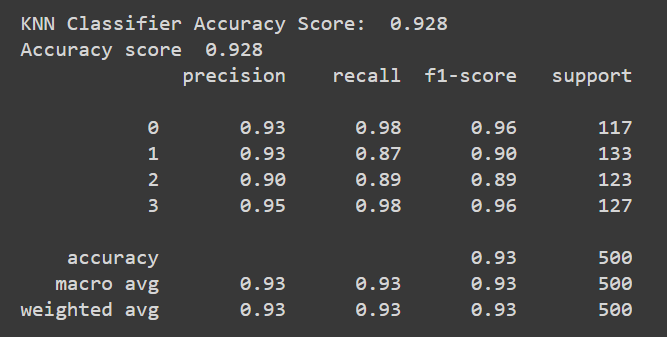 KNN Classifier Accuracy Score:  0.928
Accuracy score  0.928
              precision    recall  f1-score   support

           0       0.93      0.98      0.96       117
           1       0.93      0.87      0.90       133
           2       0.90      0.89      0.89       123
           3       0.95      0.98      0.96       127

    accuracy                           0.93       500
   macro avg       0.93      0.93      0.93       500
weighted avg       0.93      0.93      0.93       500